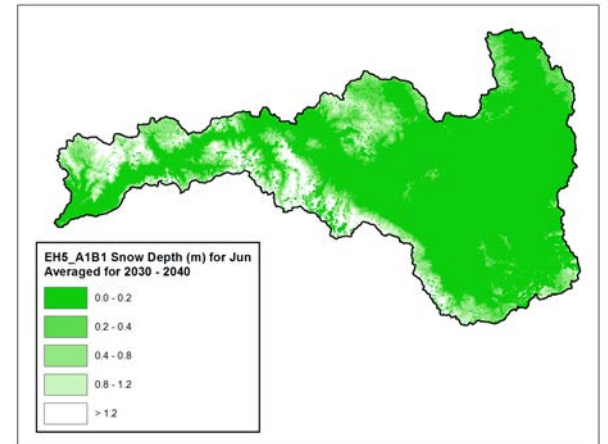 EH5_A1B1 Snow Depth (m) for Jun
Averaged for 2030 - 2040
0.0 - 0.2
0.2 - 0.4
0.4 - 0.8
0.8 - 1.2
> 1.2